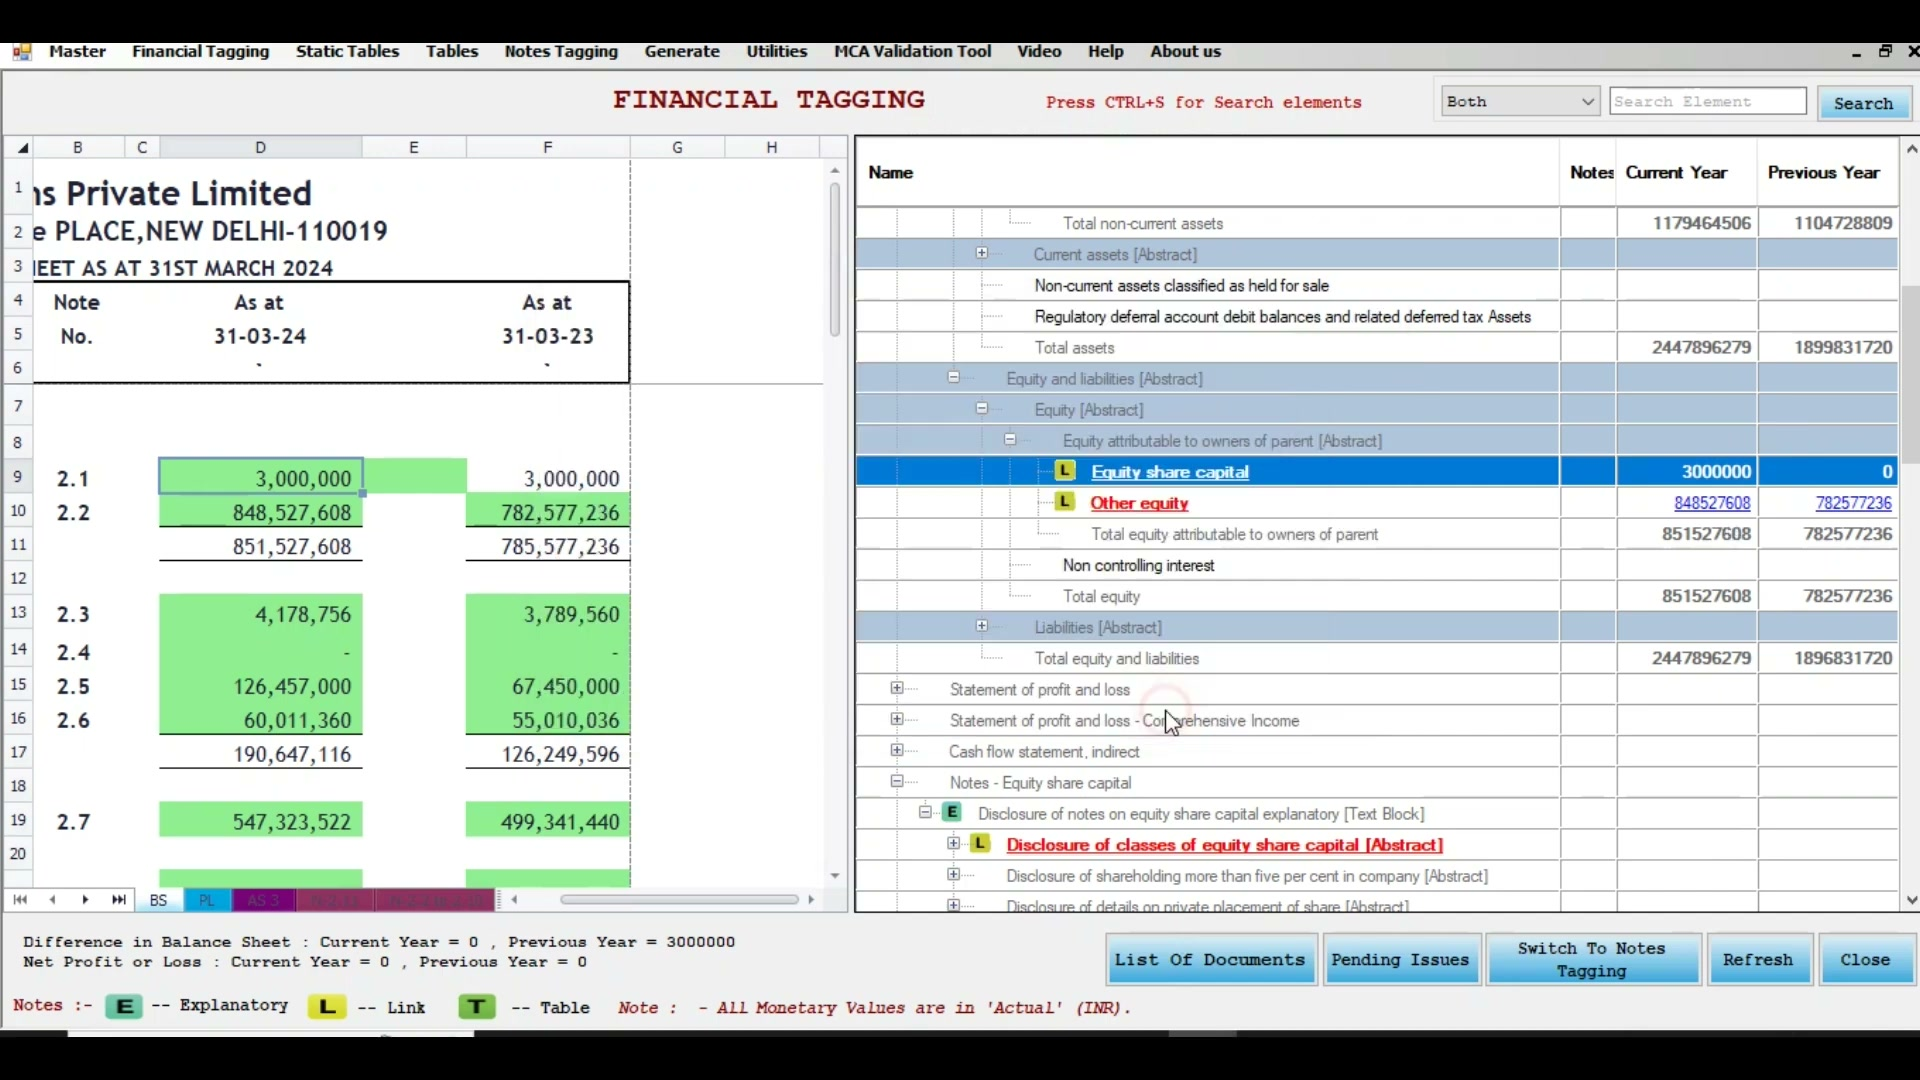 Master Financial Tagging Static Tables Tables Notes Tagging Generate Utilities MCA Validation Tool Video Help About us
FINANCIAL TAGGING Press CTRL+S for Search elements Both Search Element Search
B C D E F G H
1 ns Private Limited
2 e PLACE,NEW DELHI-110019
3 EET AS AT 31ST MARCH 2024
4 Note As at As at
5 No. 31-03-24 31-03-23
6 - -
7
8
9 2.1 3,000,000 3,000,000
10 2.2 848,527,608 782,577,236
11 851,527,608 785,577,236
12
13 2.3 4,178,756 3,789,560
14 2.4 - -
15 2.5 126,457,000 67,450,000
16 2.6 60,011,360 55,010,036
17 190,647,116 126,249,596
18
19 2.7 547,323,522 499,341,440
20
BS PL AS 3
Name Notes Current Year Previous Year
Total non-current assets 1179464506 1104728809
Current assets [Abstract]
Non-current assets classified as held for sale
Regulatory deferral account debit balances and related deferred tax Assets
Total assets 2447896279 1899831720
Equity and liabilities [Abstract]
Equity [Abstract]
Equity attributable to owners of parent [Abstract]
L Equity share capital 3000000 0
L Other equity 848527608 782577236
Total equity attributable to owners of parent 851527608 782577236
Non controlling interest
Total equity 851527608 782577236
Liabilities [Abstract]
Total equity and liabilities 2447896279 1896831720
Statement of profit and loss
Statement of profit and loss - Comprehensive Income
Cash flow statement, indirect
Notes - Equity share capital
E Disclosure of notes on equity share capital explanatory [Text Block]
L Disclosure of classes of equity share capital [Abstract]
Disclosure of shareholding more than five per cent in company [Abstract]
Disclosure of details on private placement of share [Abstract]
Difference in Balance Sheet : Current Year = 0 , Previous Year = 3000000
Net Profit or Loss : Current Year = 0 , Previous Year = 0
List Of Documents Pending Issues Switch To Notes Tagging Refresh Close
Notes :- E -- Explanatory L -- Link T -- Table Note : - All Monetary Values are in 'Actual' (INR).